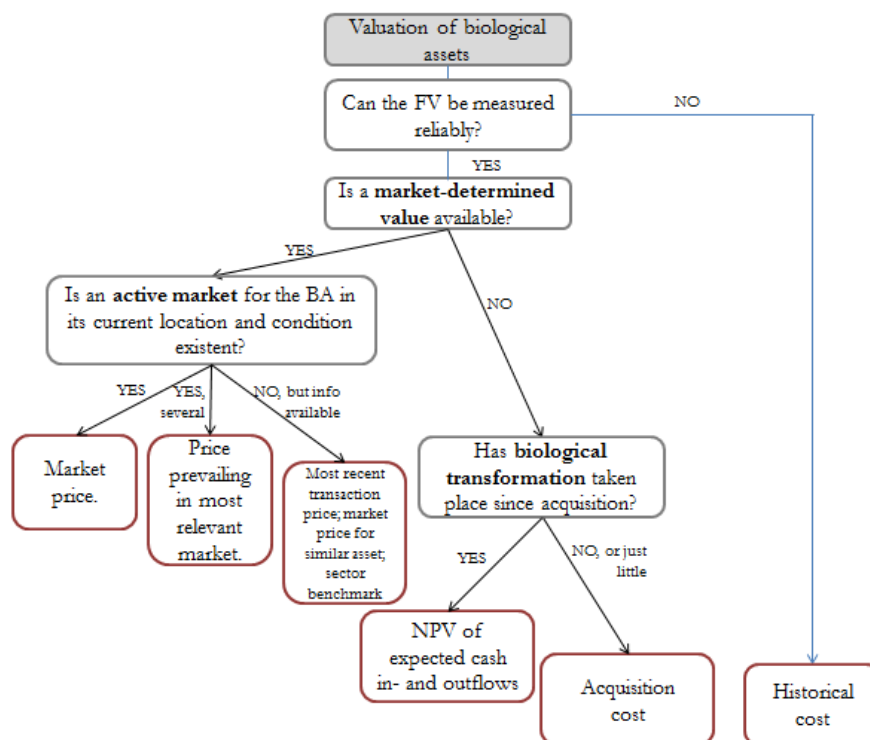 Valuation of biological
assets
Can the FV be measured
reliably?
NO
YES
Is a market-determined
value available?
YES
NO
Is an active market for the BA in
its current location and condition
existent?
YES
YES,
several
NO, but info
available
Market
price.
Price
prevailing
in most
relevant
market.
Most recent
transaction
price; market
price for
similar asset;
sector
benchmark
Has biological
transformation taken
place since acquisition?
YES
NO, or just
little
NPV of
expected cash
in- and outflows
Acquisition
cost
Historical
cost